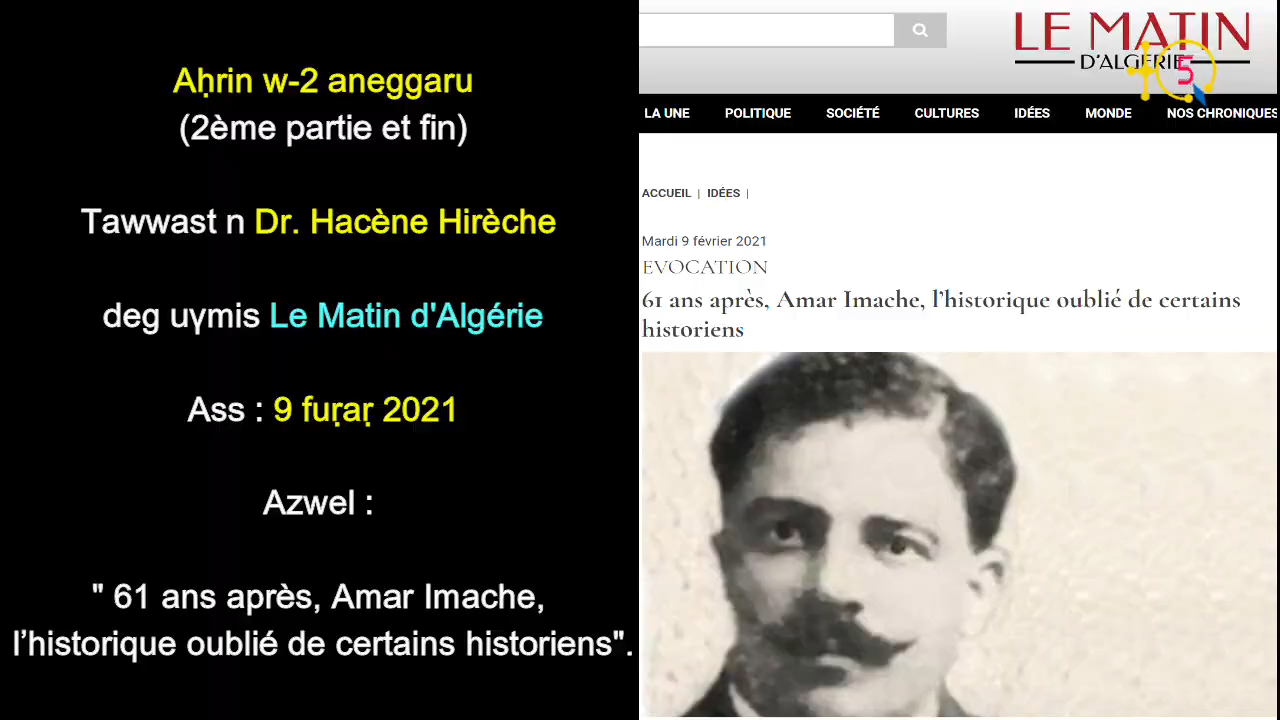 Aḥrin w-2 aneggaru
(2ème partie et fin)
Tawwast n Dr. Hacène Hirèche
deg uγmis Le Matin d'Algérie
Ass : 9 fuṛaṛ 2021
Azwel :
" 61 ans après, Amar Imache,
l’historique oublié de certains historiens".
LE MATIN
D'ALGÉRIE
5
LA UNE POLITIQUE SOCIÉTÉ CULTURES IDÉES MONDE NOS CHRONIQUES
ACCUEIL | IDÉES |
Mardi 9 février 2021
EVOCATION
61 ans après, Amar Imache, l’historique oublié de certains
historiens